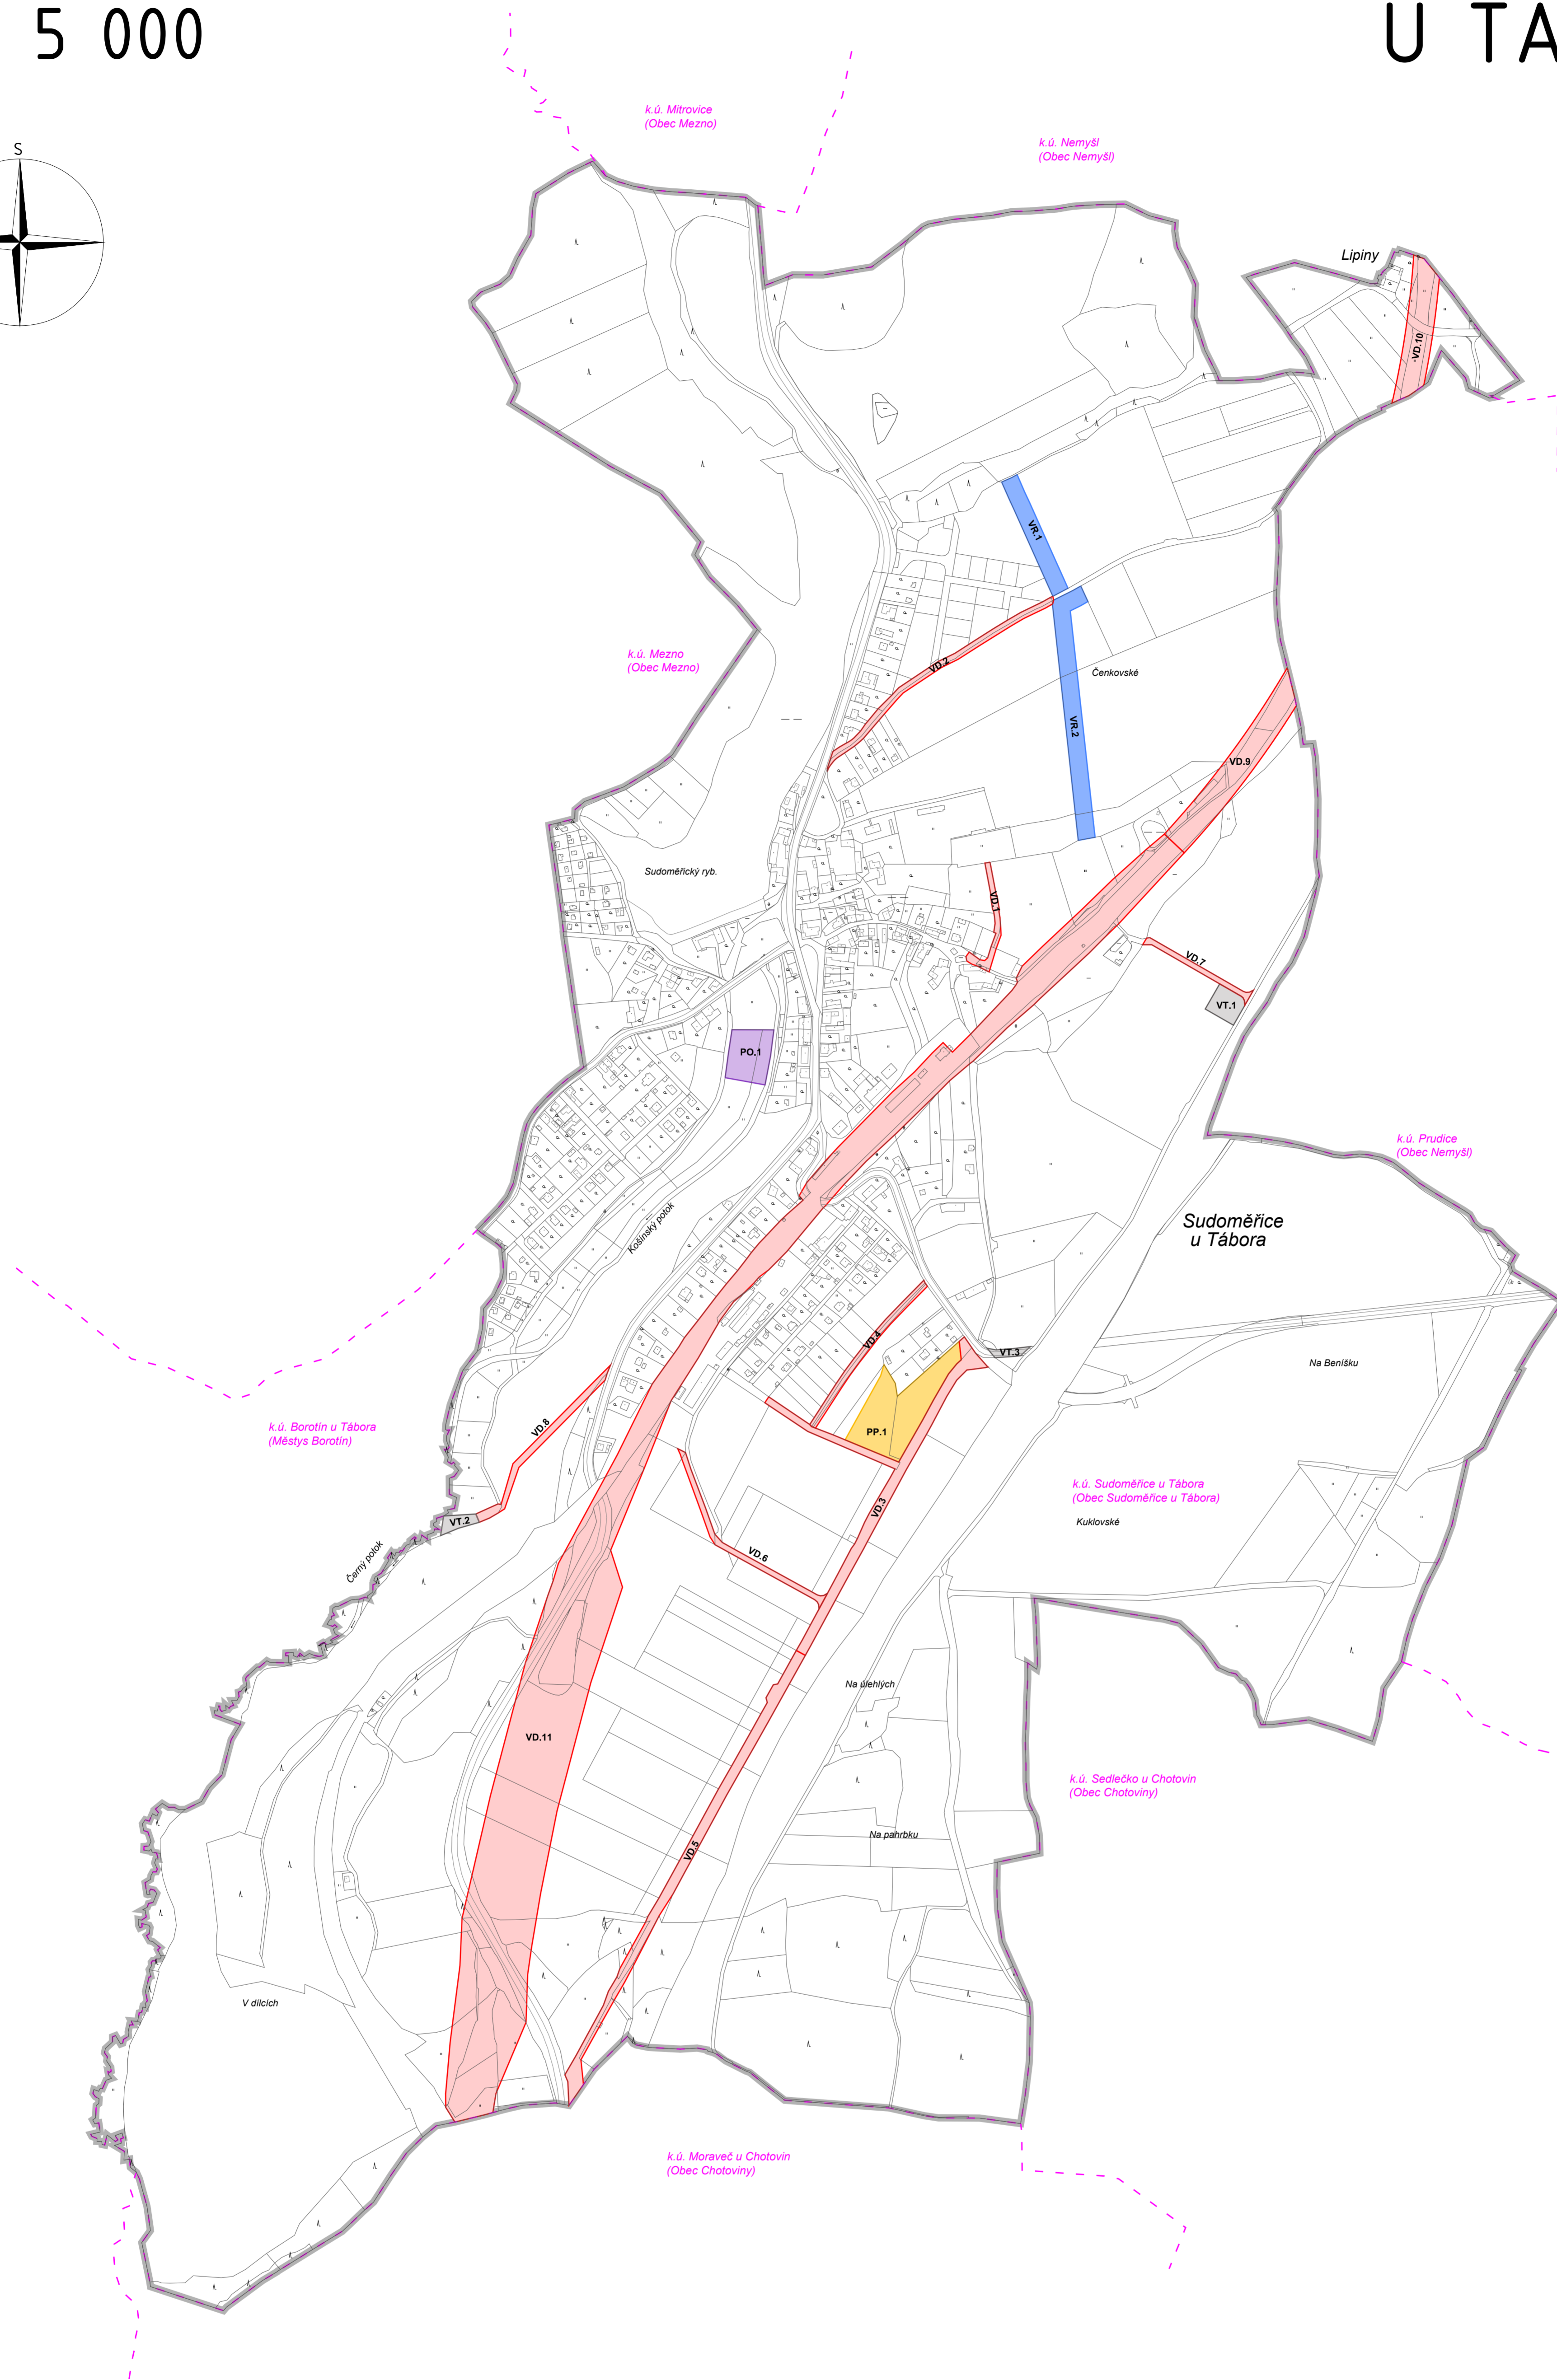 5 000
U TA
S
k.ú. Mitrovice
(Obec Mezno)
k.ú. Nemyšl
(Obec Nemyšl)
Lipiny
VD.10
VR.1
k.ú. Mezno
(Obec Mezno)
VD.2
Čenkovské
VR.2
VD.9
Sudoměřický ryb.
VD.1
VD.7
VT.1
PO.1
k.ú. Prudice
(Obec Nemyšl)
Sudoměřice
u Tábora
Košínský potok
VD.4
VT.3
Na Beníšku
k.ú. Borotín u Tábora
(Městys Borotín)
VD.8
PP.1
k.ú. Sudoměřice u Tábora
(Obec Sudoměřice u Tábora)
VD.3
VT.2
Kuklovské
Černý potok
VD.6
Na úlehlých
VD.11
k.ú. Sedlečko u Chotovin
(Obec Chotoviny)
Na pahrbku
VD.5
V dílcích
k.ú. Moraveč u Chotovin
(Obec Chotoviny)